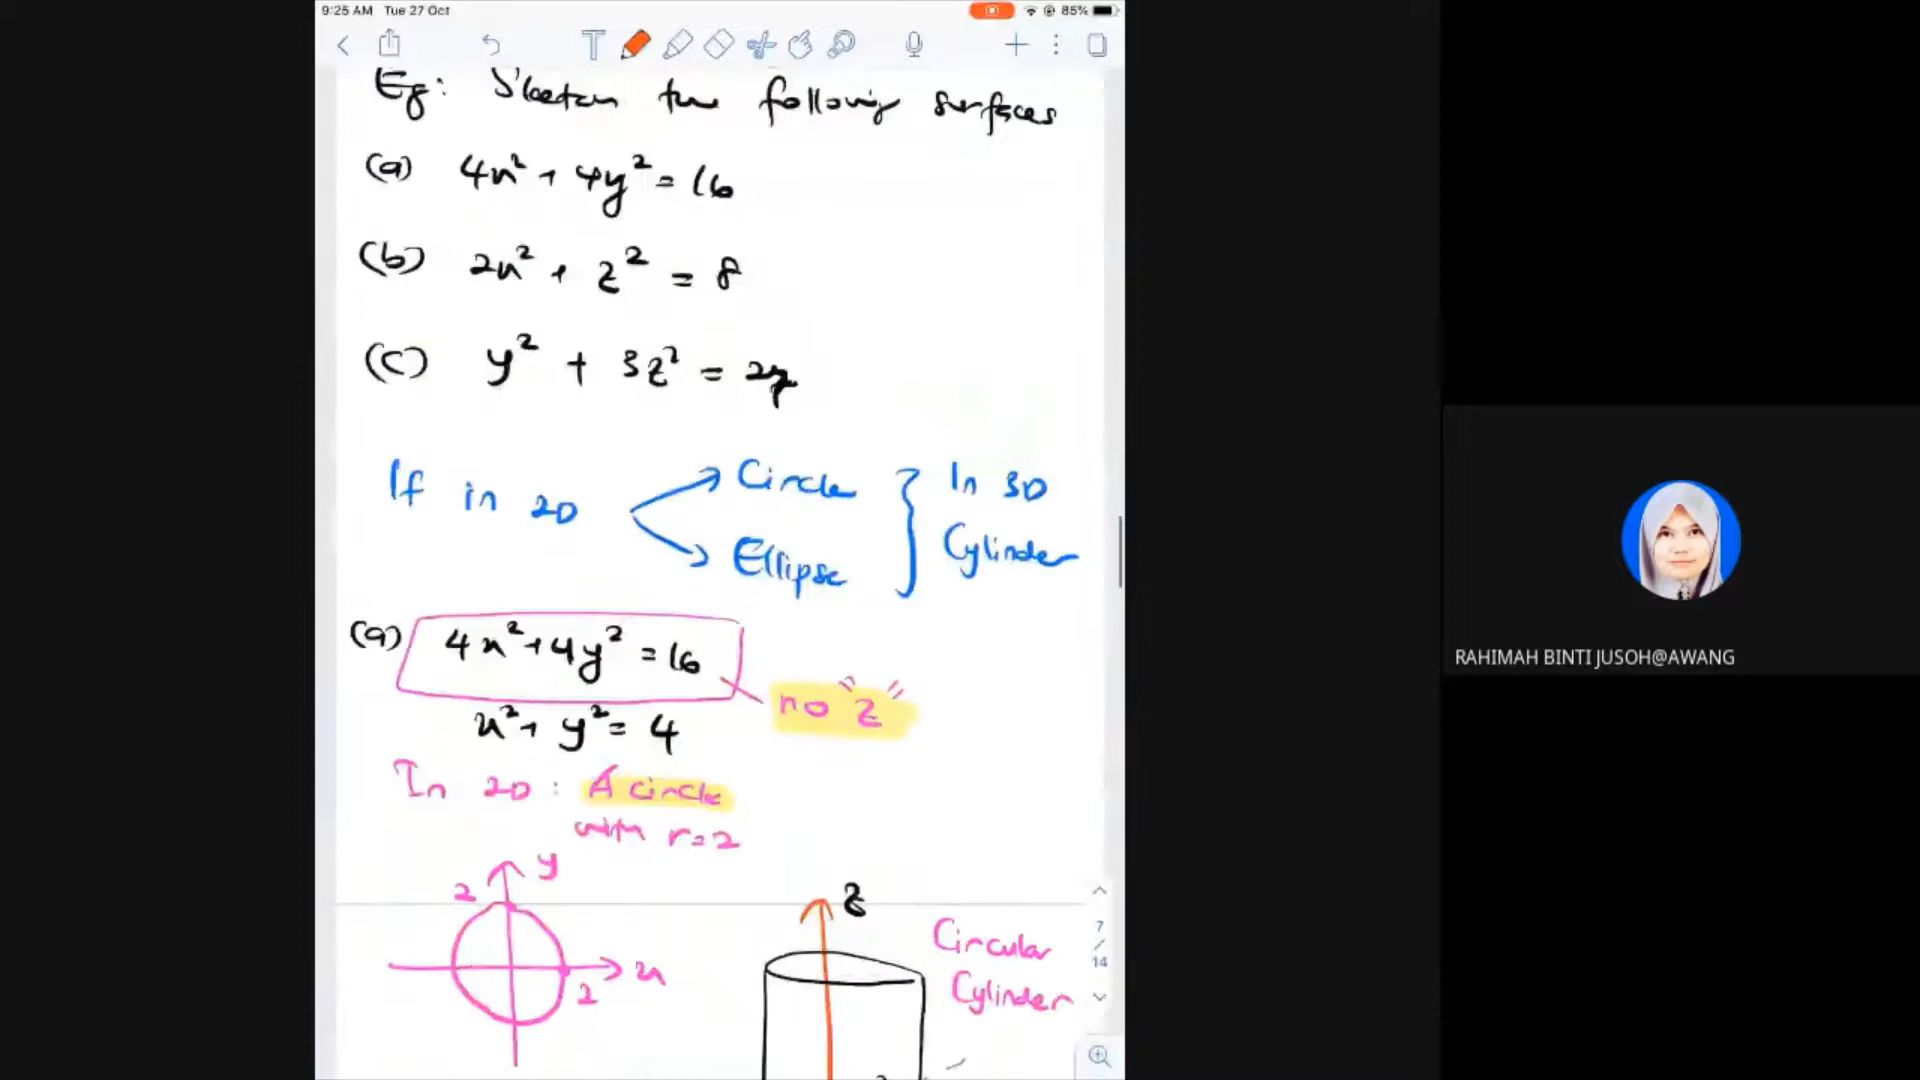 9:25 AM Tue 27 Oct
85%
Eg: Sketch the following surfaces
(a) 4x² + 4y² = 16
(b) 2x² + z² = 8
(c) y² + 3z² = 27
If in 2D
Circle
Ellipse
In 3D
Cylinder
(a) 4x² + 4y² = 16
no "z"
x² + y² = 4
In 2D : A circle
with r=2
y
2
x
2
z
Circular
Cylinder
7
/
14
RAHIMAH BINTI JUSOH@AWANG